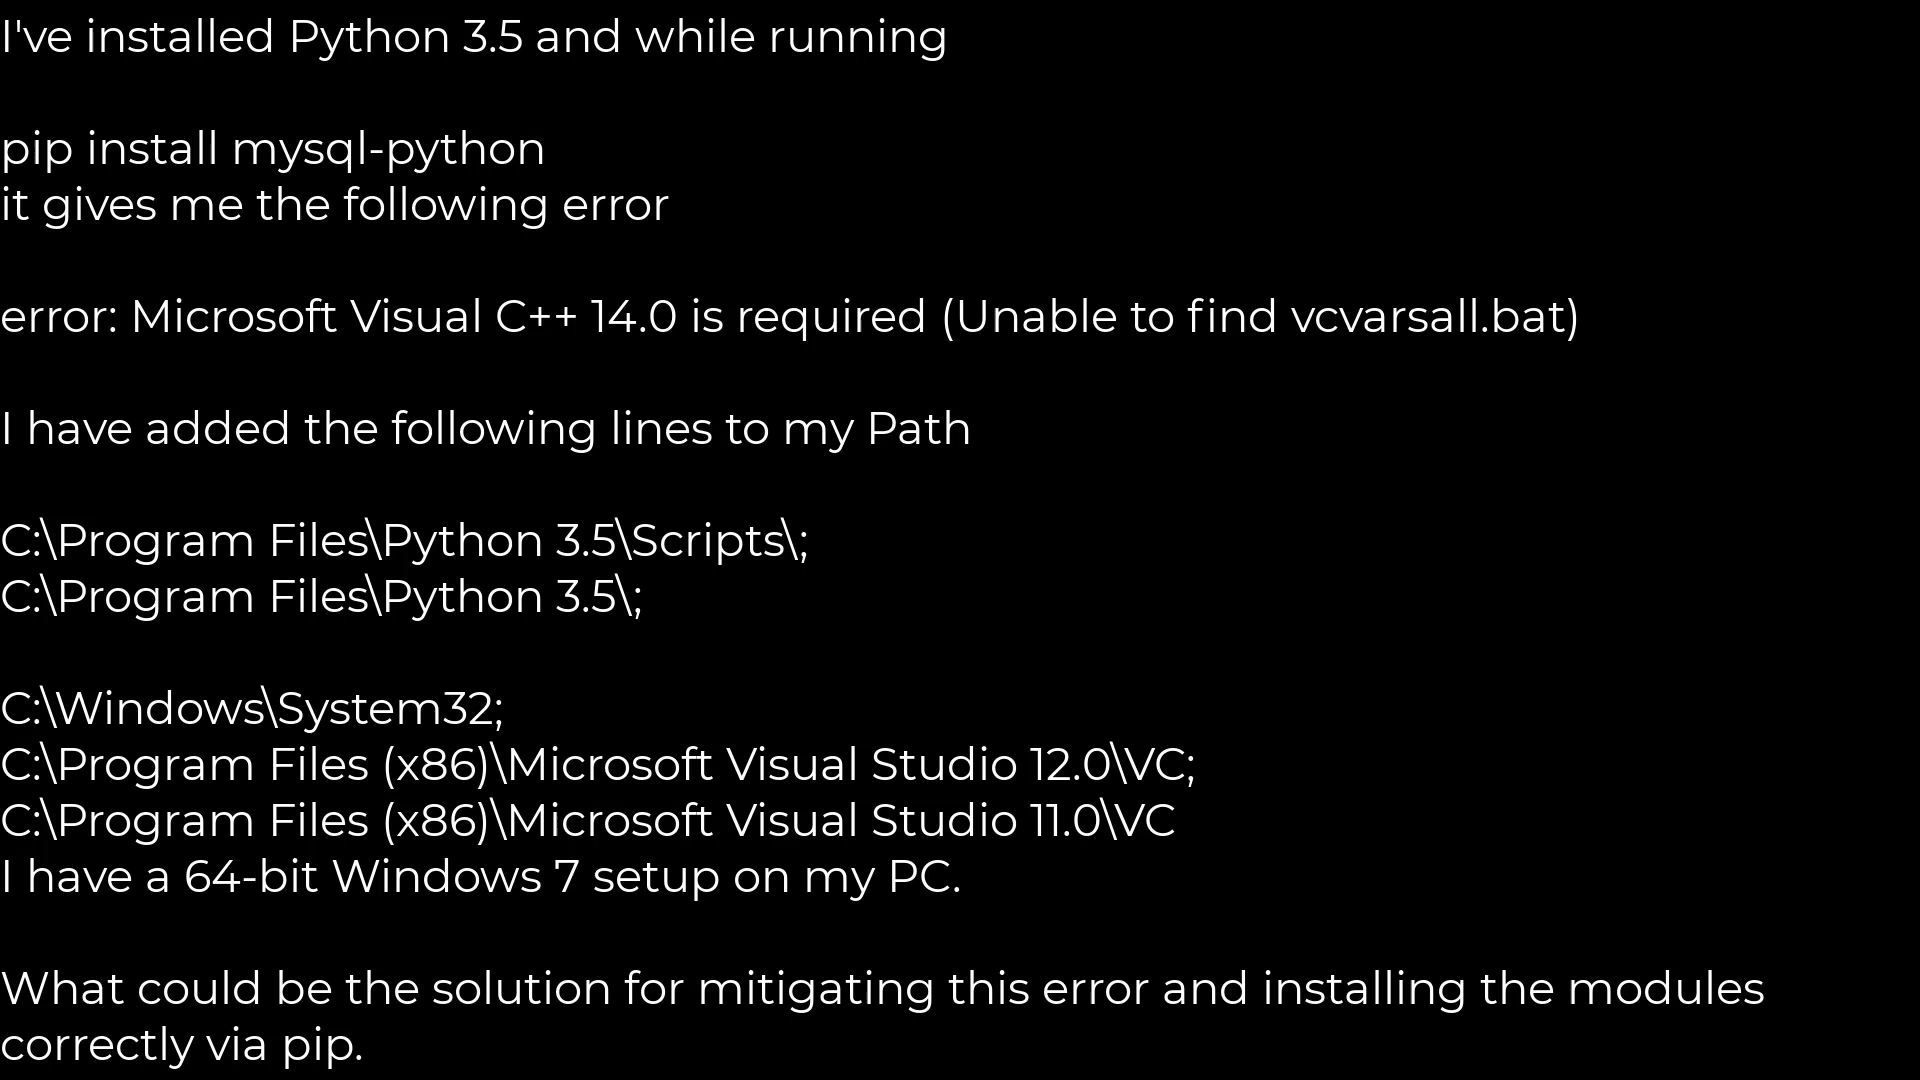 I've installed Python 3.5 and while running
pip install mysql-python
it gives me the following error
error: Microsoft Visual C++ 14.0 is required (Unable to find vcvarsall.bat)
I have added the following lines to my Path
C:\Program Files\Python 3.5\Scripts\;
C:\Program Files\Python 3.5\;
C:\Windows\System32;
C:\Program Files (x86)\Microsoft Visual Studio 12.0\VC;
C:\Program Files (x86)\Microsoft Visual Studio 11.0\VC
I have a 64-bit Windows 7 setup on my PC.
What could be the solution for mitigating this error and installing the modules
correctly via pip.